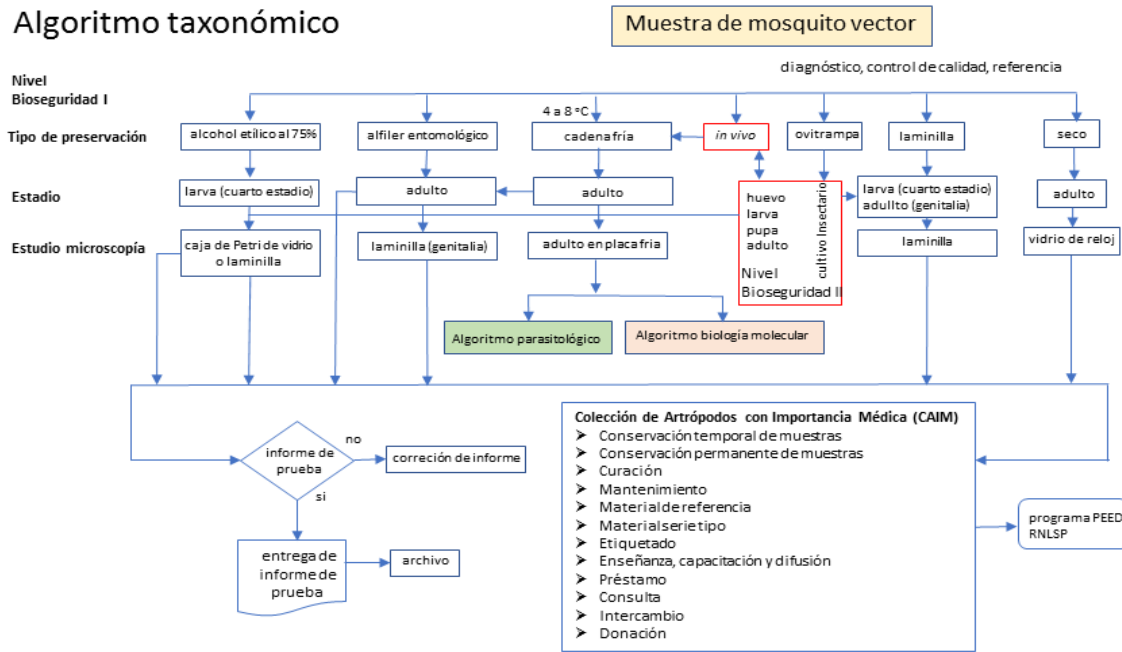 Algoritmo taxonómico
Muestra de mosquito vector
diagnóstico, control de calidad, referencia
Nivel
Bioseguridad I
4 a 8 °C
Tipo de preservación
alcohol etílico al 75%
alfiler entomológico
cadena fría
in vivo
ovitrampa
laminilla
seco
Estadio
larva (cuarto estadio)
adulto
adulto
huevo
larva
pupa
adulto
Nivel
Bioseguridad II
cultivo Insectario
larva (cuarto estadio)
adullto (genitalia)
adulto
Estudio microscopía
caja de Petri de vidrio
o laminilla
laminilla (genitalia)
adulto en placa fria
laminilla
vidrio de reloj
Algoritmo parasitológico
Algoritmo biología molecular
informe de
prueba
no
correción de informe
si
entrega de
informe de
prueba
archivo
Colección de Artrópodos con Importancia Médica (CAIM)
➤ Conservación temporal de muestras
➤ Conservación permanente de muestras
➤ Curación
➤ Mantenimiento
➤ Material de referencia
➤ Material serie tipo
➤ Etiquetado
➤ Enseñanza, capacitación y difusión
➤ Préstamo
➤ Consulta
➤ Intercambio
➤ Donación
programa PEED
RNLSP